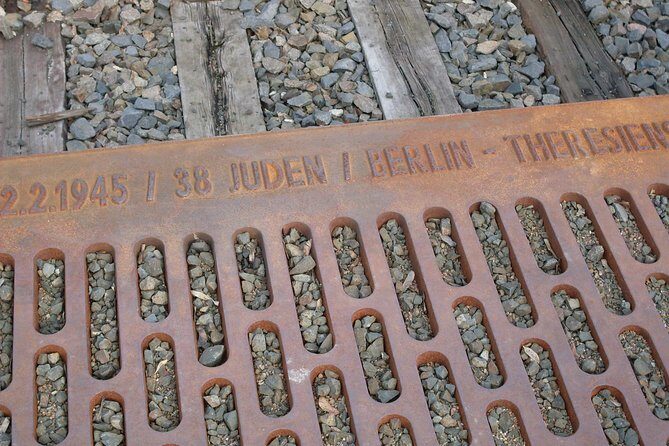 2.2.1945 / 38 JUDEN / BERLIN - THERESIEN